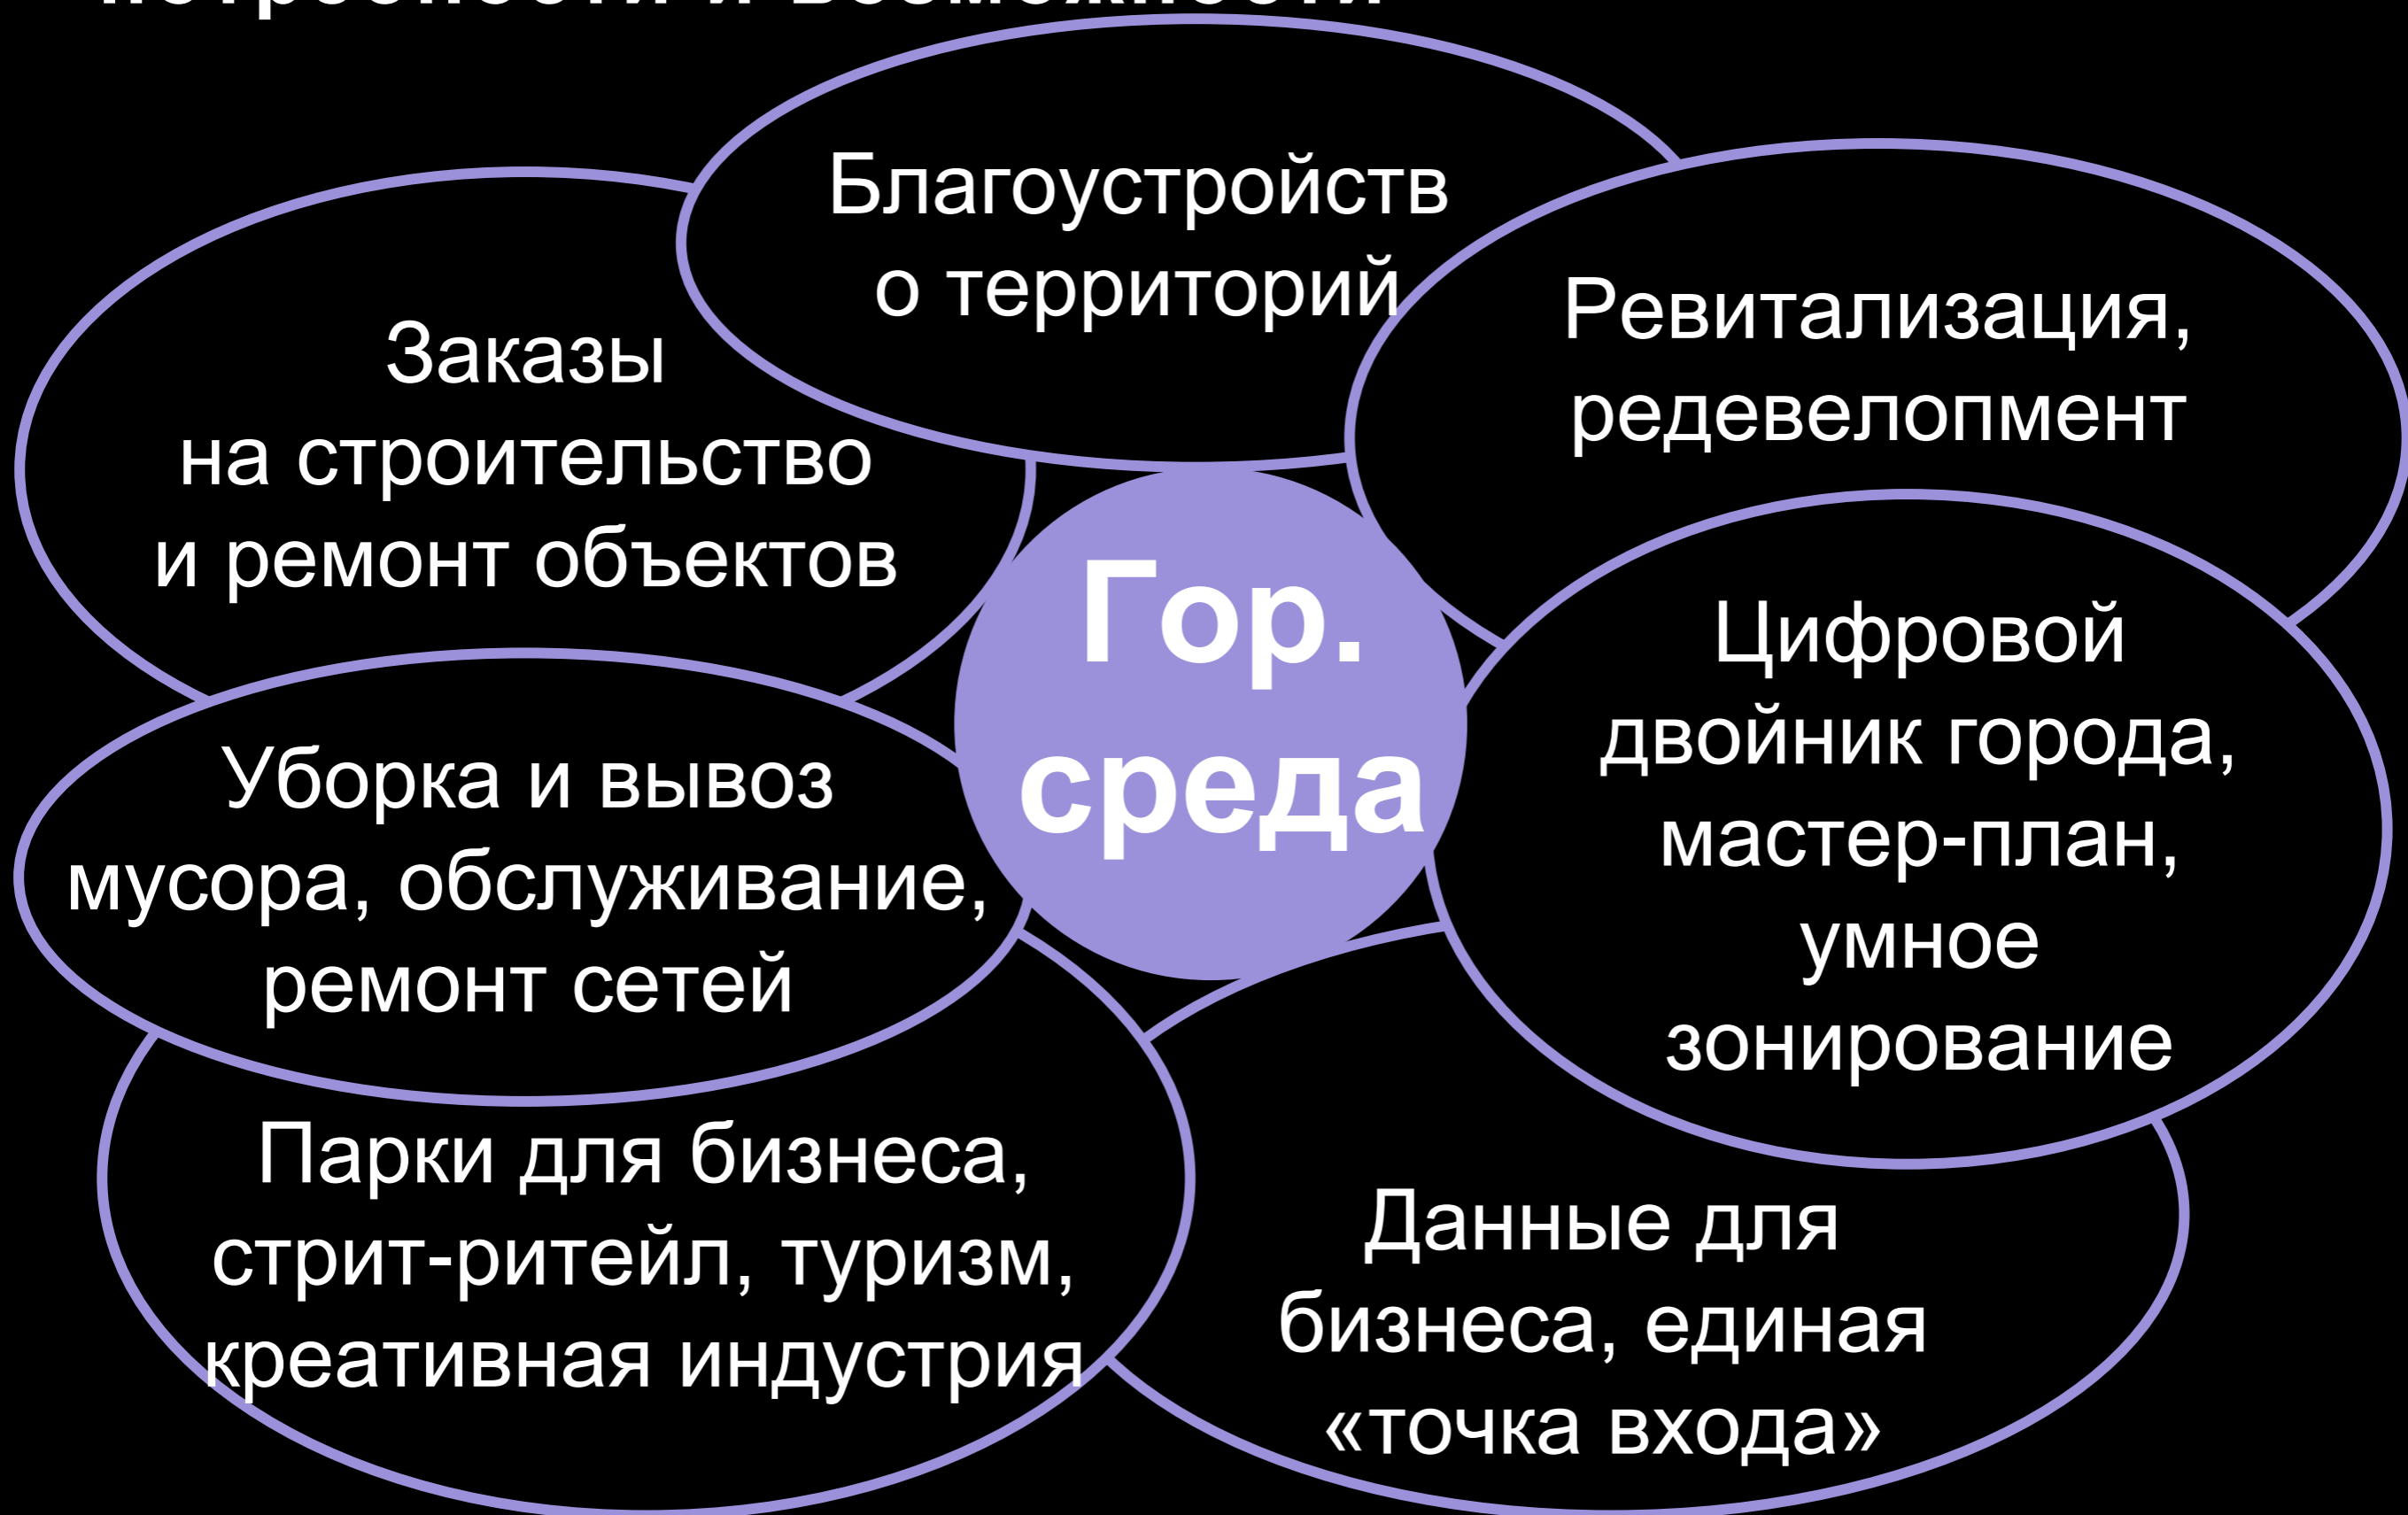 потребности и возможности
Благоустройств
о территорий
Ревитализация,
редевелопмент
Заказы
на строительство
и ремонт объектов
Гор.
среда
Цифровой
двойник города,
мастер-план,
умное
зонирование
Уборка и вывоз
мусора, обслуживание,
ремонт сетей
Парки для бизнеса,
стрит-ритейл, туризм,
креативная индустрия
Данные для
бизнеса, единая
«точка входа»